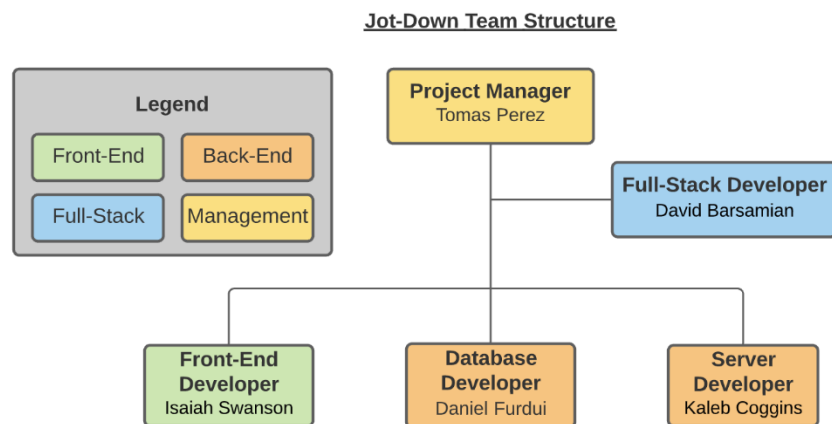 Jot-Down Team Structure
Legend
Front-End
Back-End
Full-Stack
Management
Project Manager
Tomas Perez
Full-Stack Developer
David Barsamian
Front-End
Developer
Isaiah Swanson
Database
Developer
Daniel Furdui
Server
Developer
Kaleb Coggins